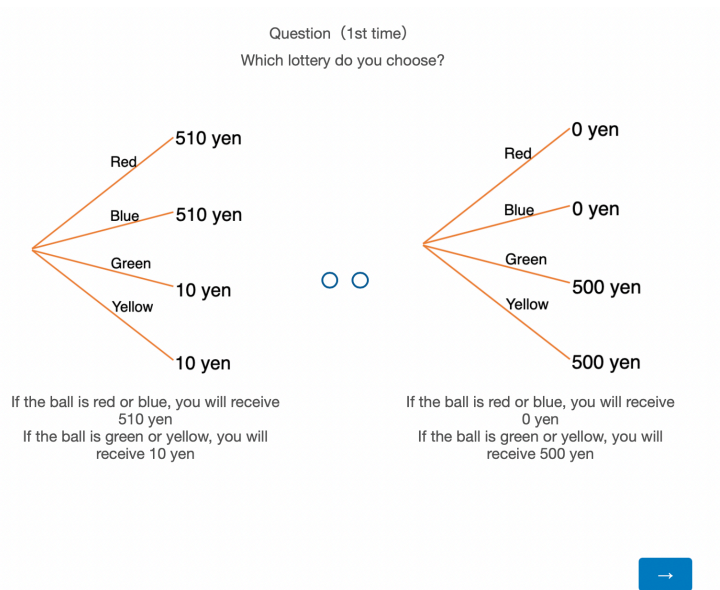 Question（1st time）
Which lottery do you choose?
510 yen
Red
Blue
510 yen
Green
10 yen
Yellow
10 yen
If the ball is red or blue, you will receive
510 yen
If the ball is green or yellow, you will
receive 10 yen
0 yen
Red
Blue
0 yen
Green
500 yen
Yellow
500 yen
If the ball is red or blue, you will receive
0 yen
If the ball is green or yellow, you will
receive 500 yen
→